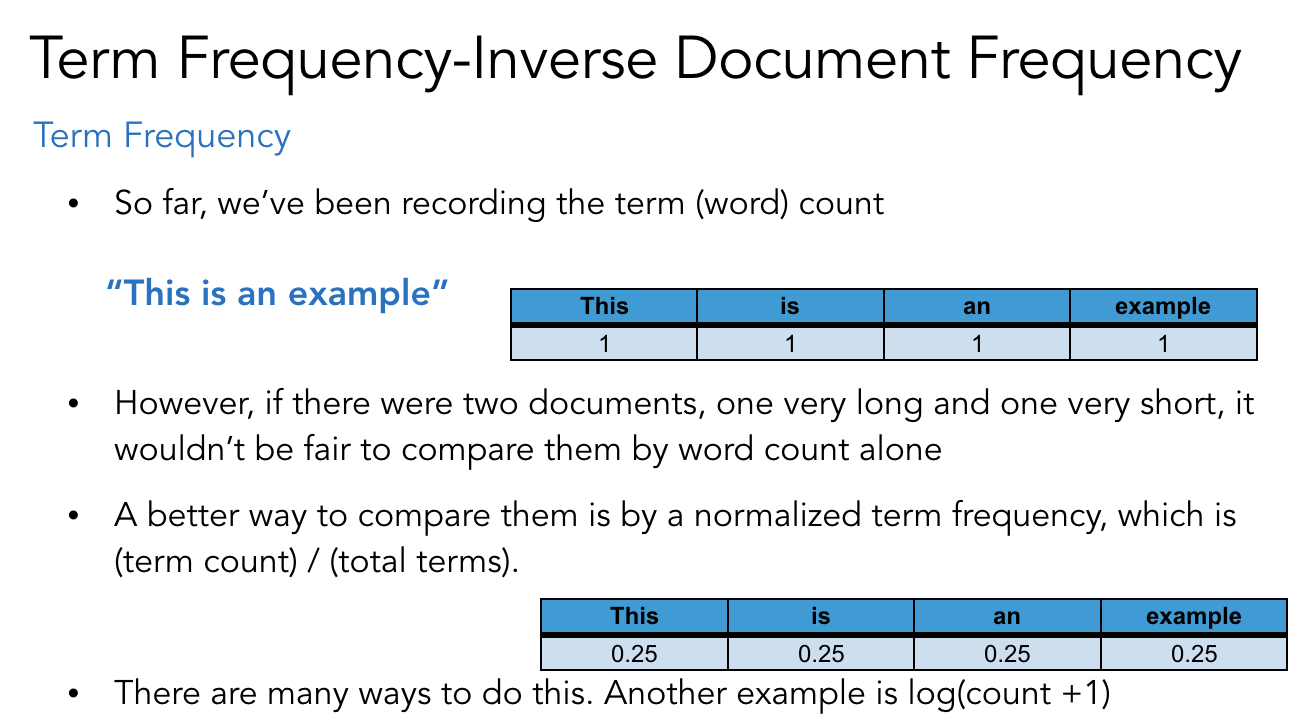 Term Frequency-Inverse Document Frequency
Term Frequency
• So far, we’ve been recording the term (word) count
“This is an example”
This is an example
1 1 1 1
• However, if there were two documents, one very long and one very short, it
wouldn’t be fair to compare them by word count alone
• A better way to compare them is by a normalized term frequency, which is
(term count) / (total terms).
This is an example
0.25 0.25 0.25 0.25
• There are many ways to do this. Another example is log(count +1)